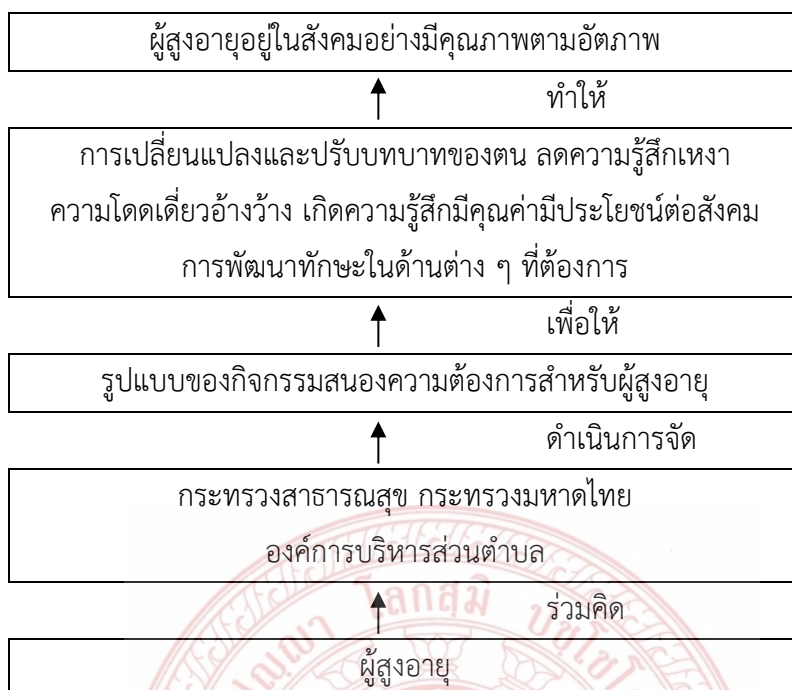 ผู้สูงอายุอยู่ในสังคมอย่างมีคุณภาพตามอัตภาพ
ทำให้
การเปลี่ยนแปลงและปรับบทบาทของตน ลดความรู้สึกเหงา
ความโดดเดี่ยวอ้างว้าง เกิดความรู้สึกมีคุณค่ามีประโยชน์ต่อสังคม
การพัฒนาทักษะในด้านต่าง ๆ ที่ต้องการ
เพื่อให้
รูปแบบของกิจกรรมสนองความต้องการสำหรับผู้สูงอายุ
ดำเนินการจัด
กระทรวงสาธารณสุข กระทรวงมหาดไทย
องค์การบริหารส่วนตำบล
ร่วมคิด
ผู้สูงอายุ
โลกสฺมิ ปชฺโชโ